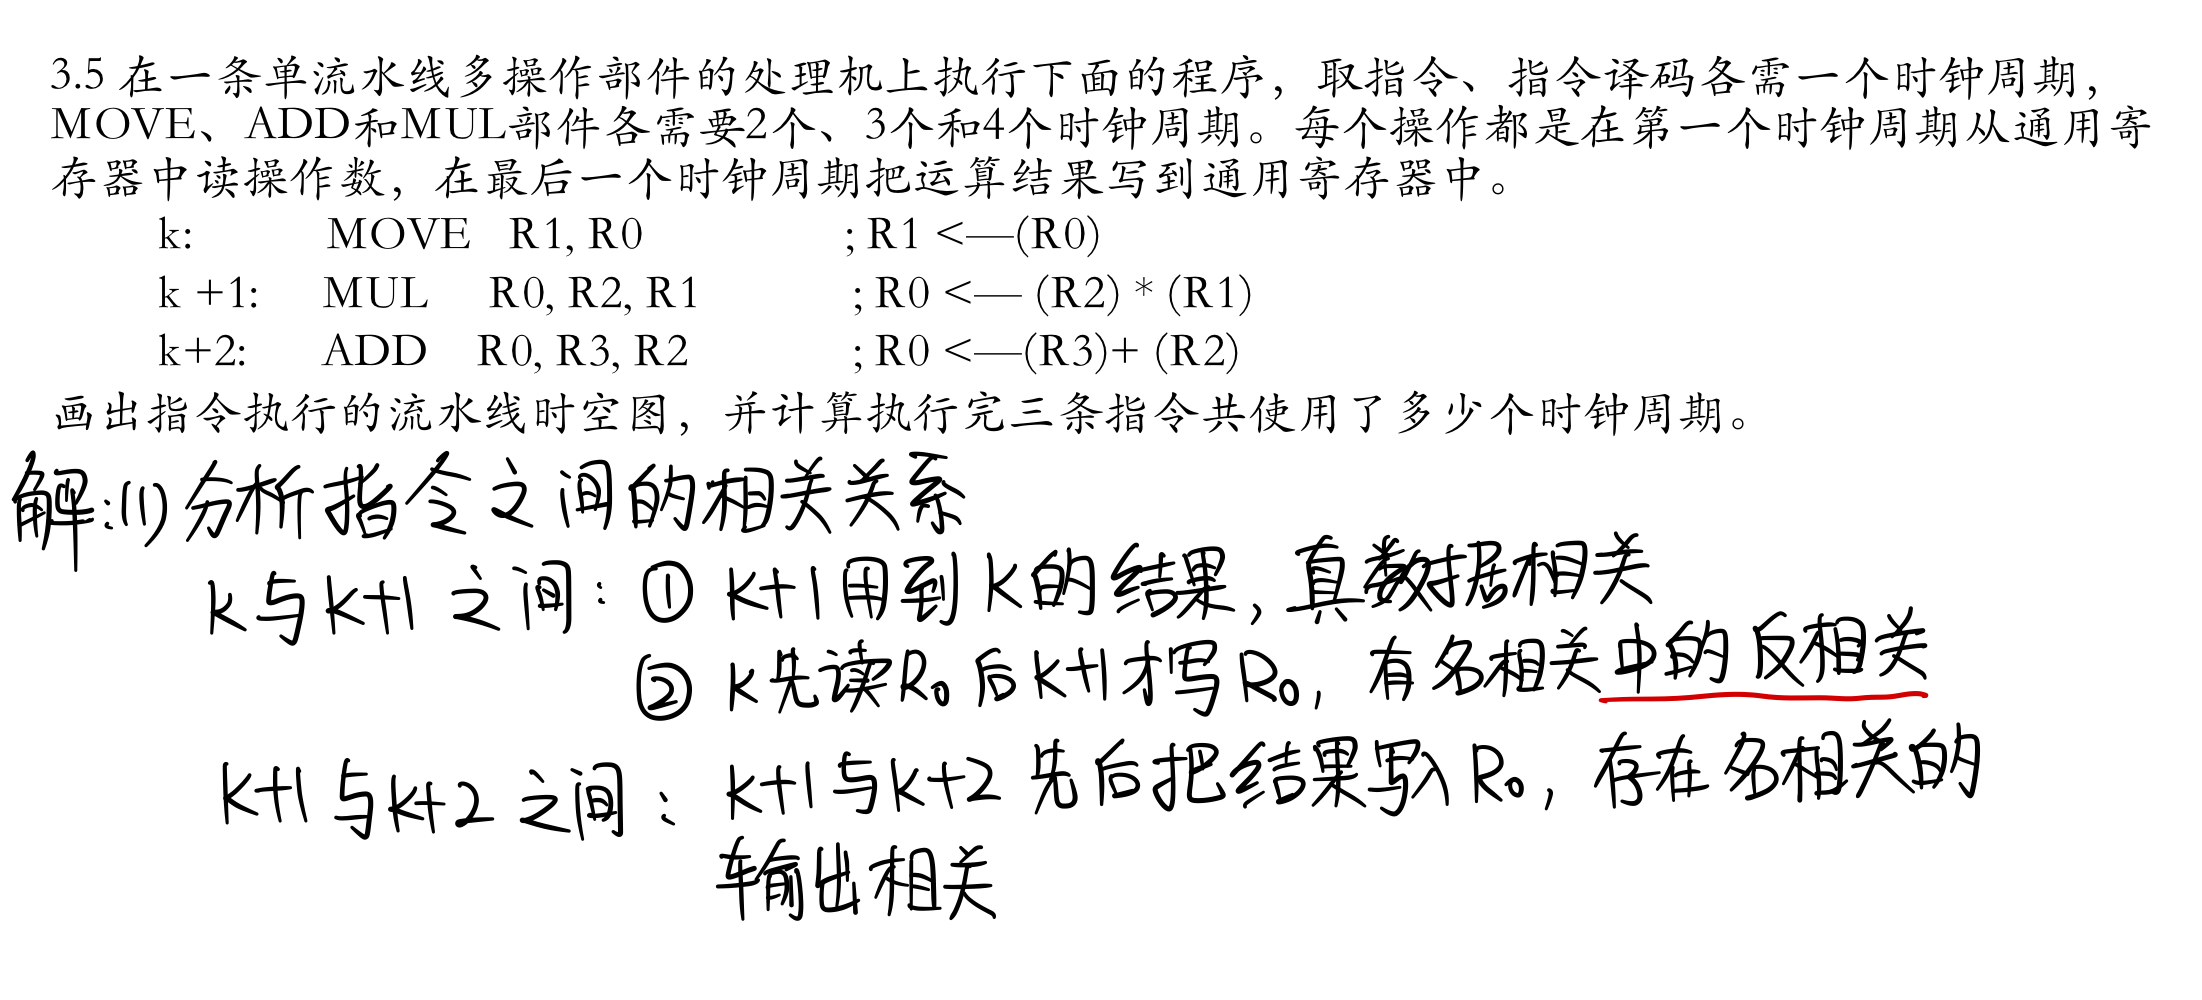 3.5 在一条单流水线多操作部件的处理机上执行下面的程序，取指令、指令译码各需一个时钟周期，
MOVE、ADD和MUL部件各需要2个、3个和4个时钟周期。每个操作都是在第一个时钟周期从通用寄
存器中读操作数，在最后一个时钟周期把运算结果写到通用寄存器中。
k: MOVE R1, R0 ; R1 <—(R0)
k +1: MUL R0, R2, R1 ; R0 <— (R2) * (R1)
k+2: ADD R0, R3, R2 ; R0 <—(R3)+ (R2)
画出指令执行的流水线时空图，并计算执行完三条指令共使用了多少个时钟周期。
解:(1)分析指令之间的相关关系
k与k+1之间: ① k+1用到k的结果, 真数据相关
② k先读R0后k+1才写R0, 有名相关中的反相关
k+1与k+2之间: k+1与k+2先后把结果写入R0, 存在名相关的
输出相关